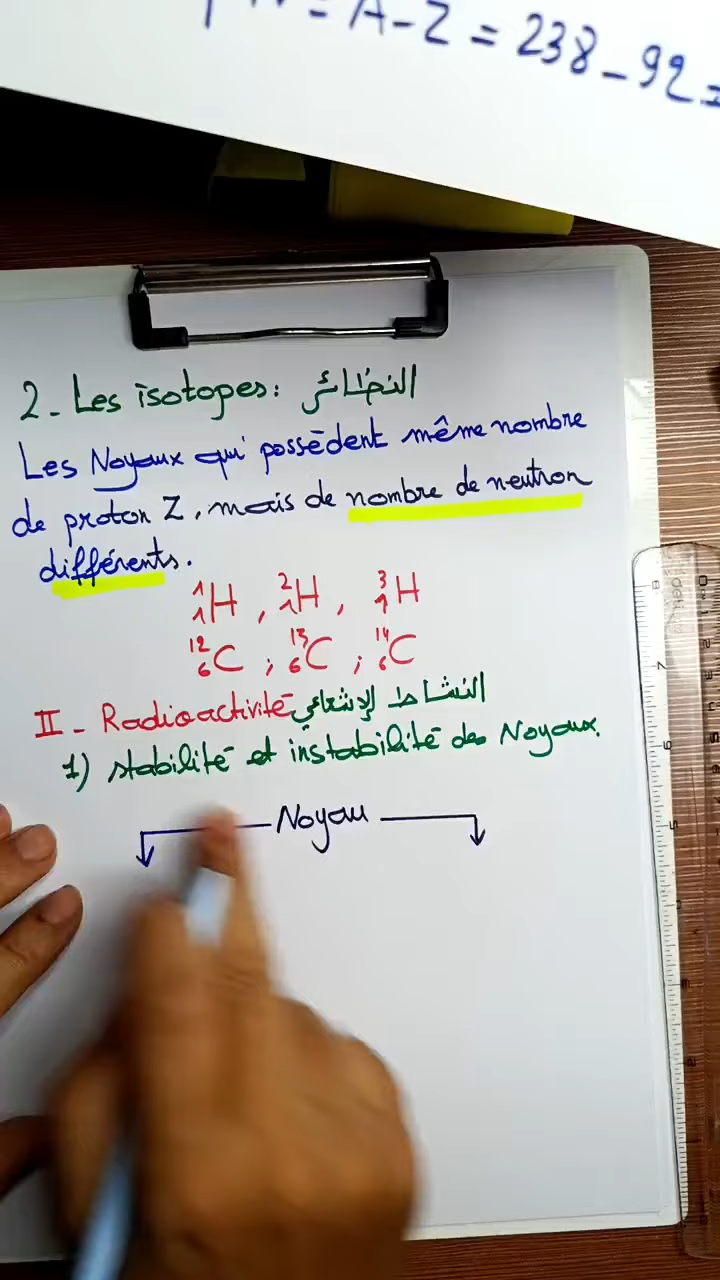 N = A - Z = 238 - 92 =
2 - Les isotopes : النظائر
Les Noyaux qui possèdent même nombre
de proton Z, mais de nombre de neutron
différents.
¹₁H , ²₁H , ³₁H
¹²₆C ; ¹³₆C ; ¹⁴₆C
II - Radioactivité النشاط الإشعاعي
1) stabilité et instabilité des Noyaux.
Noyau